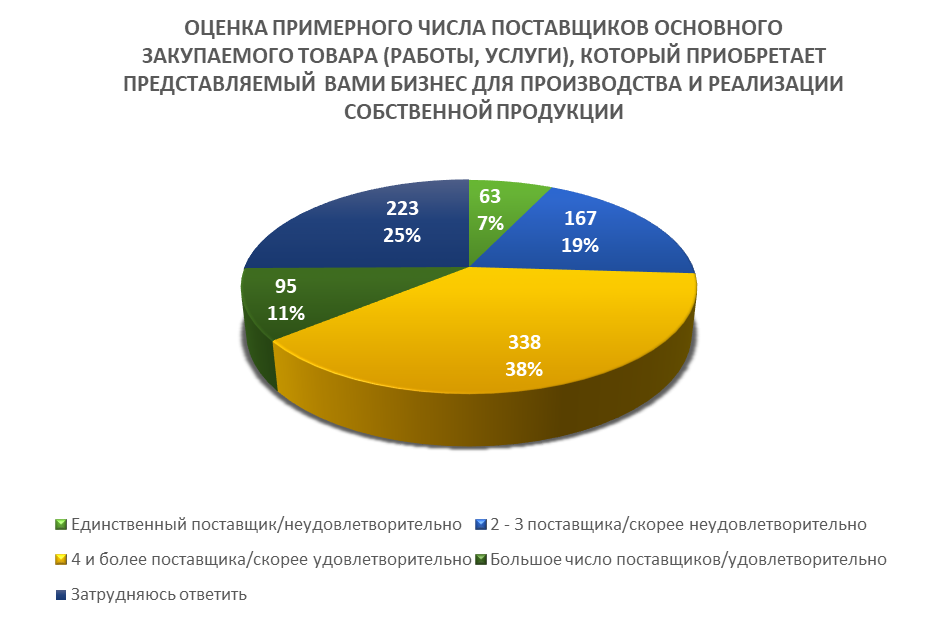 ОЦЕНКА ПРИМЕРНОГО ЧИСЛА ПОСТАВЩИКОВ ОСНОВНОГО
ЗАКУПАЕМОГО ТОВАРА (РАБОТЫ, УСЛУГИ), КОТОРЫЙ ПРИОБРЕТАЕТ
ПРЕДСТАВЛЯЕМЫЙ ВАМИ БИЗНЕС ДЛЯ ПРОИЗВОДСТВА И РЕАЛИЗАЦИИ
СОБСТВЕННОЙ ПРОДУКЦИИ
63
7%
167
19%
338
38%
95
11%
223
25%
Единственный поставщик/неудовлетворительно
2 - 3 поставщика/скорее неудовлетворительно
4 и более поставщика/скорее удовлетворительно
Большое число поставщиков/удовлетворительно
Затрудняюсь ответить